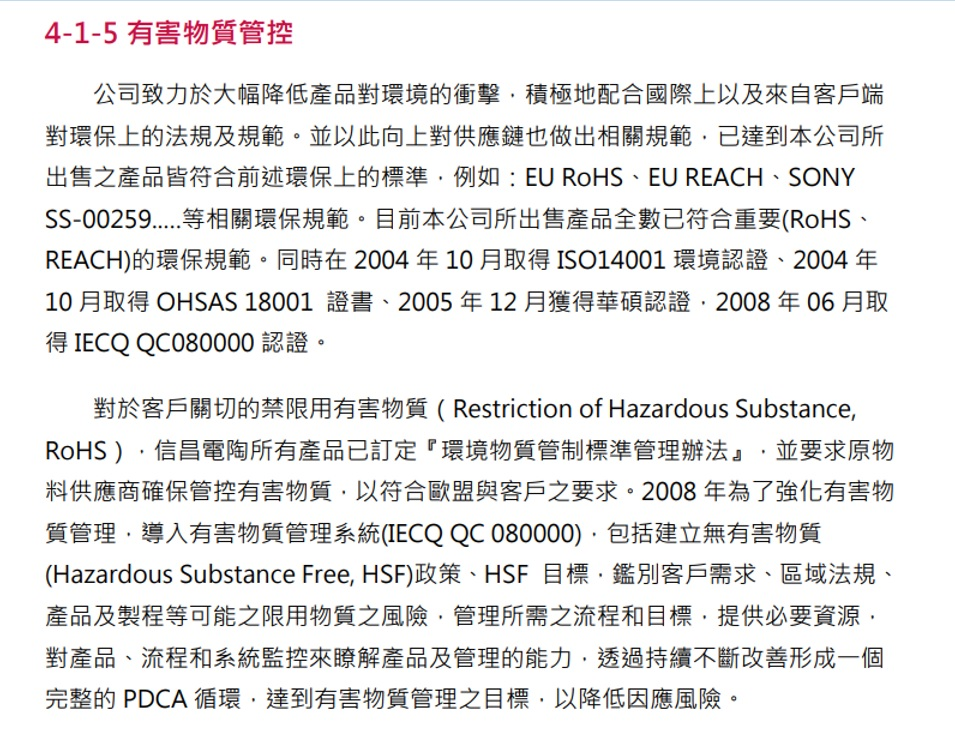 4-1-5 有害物質管控
公司致力於大幅降低產品對環境的衝擊，積極地配合國際上以及來自客戶端
對環保上的法規及規範。並以此向上對供應鏈也做出相關規範，已達到本公司所
出售之產品皆符合前述環保上的標準，例如：EU RoHS、EU REACH、SONY
SS-00259.....等相關環保規範。目前本公司所出售產品全數已符合重要(RoHS、
REACH)的環保規範。同時在 2004 年 10 月取得 ISO14001 環境認證、2004 年
10 月取得 OHSAS 18001 證書、2005 年 12 月獲得華碩認證，2008 年 06 月取
得 IECQ QC080000 認證。
對於客戶關切的禁限用有害物質（Restriction of Hazardous Substance,
RoHS），信昌電陶所有產品已訂定『環境物質管制標準管理辦法』，並要求原物
料供應商確保管控有害物質，以符合歐盟與客戶之要求。2008 年為了強化有害物
質管理，導入有害物質管理系統(IECQ QC 080000)，包括建立無有害物質
(Hazardous Substance Free, HSF)政策、HSF 目標，鑑別客戶需求、區域法規、
產品及製程等可能之限用物質之風險，管理所需之流程和目標，提供必要資源，
對產品、流程和系統監控來瞭解產品及管理的能力，透過持續不斷改善形成一個
完整的 PDCA 循環，達到有害物質管理之目標，以降低因應風險。